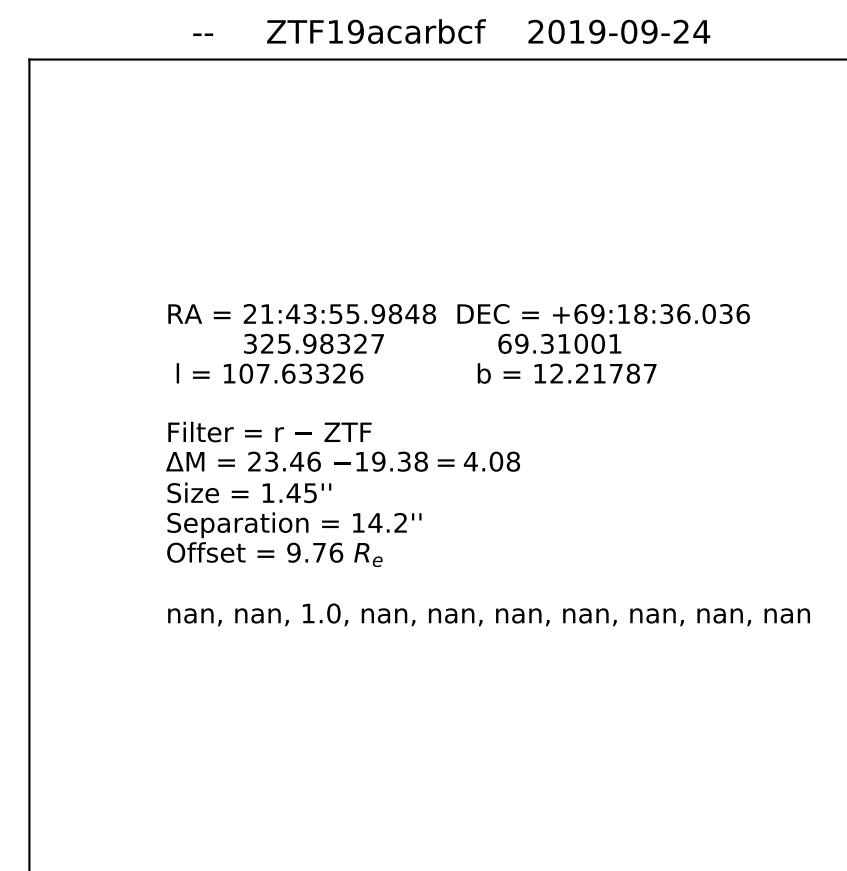 -- ZTF19acarbcf 2019-09-24
RA = 21:43:55.9848 DEC = +69:18:36.036
325.98327 69.31001
l = 107.63326 b = 12.21787
Filter = r − ZTF
ΔM = 23.46 −19.38 = 4.08
Size = 1.45''
Separation = 14.2''
Offset = 9.76 Rₑ
nan, nan, 1.0, nan, nan, nan, nan, nan, nan, nan